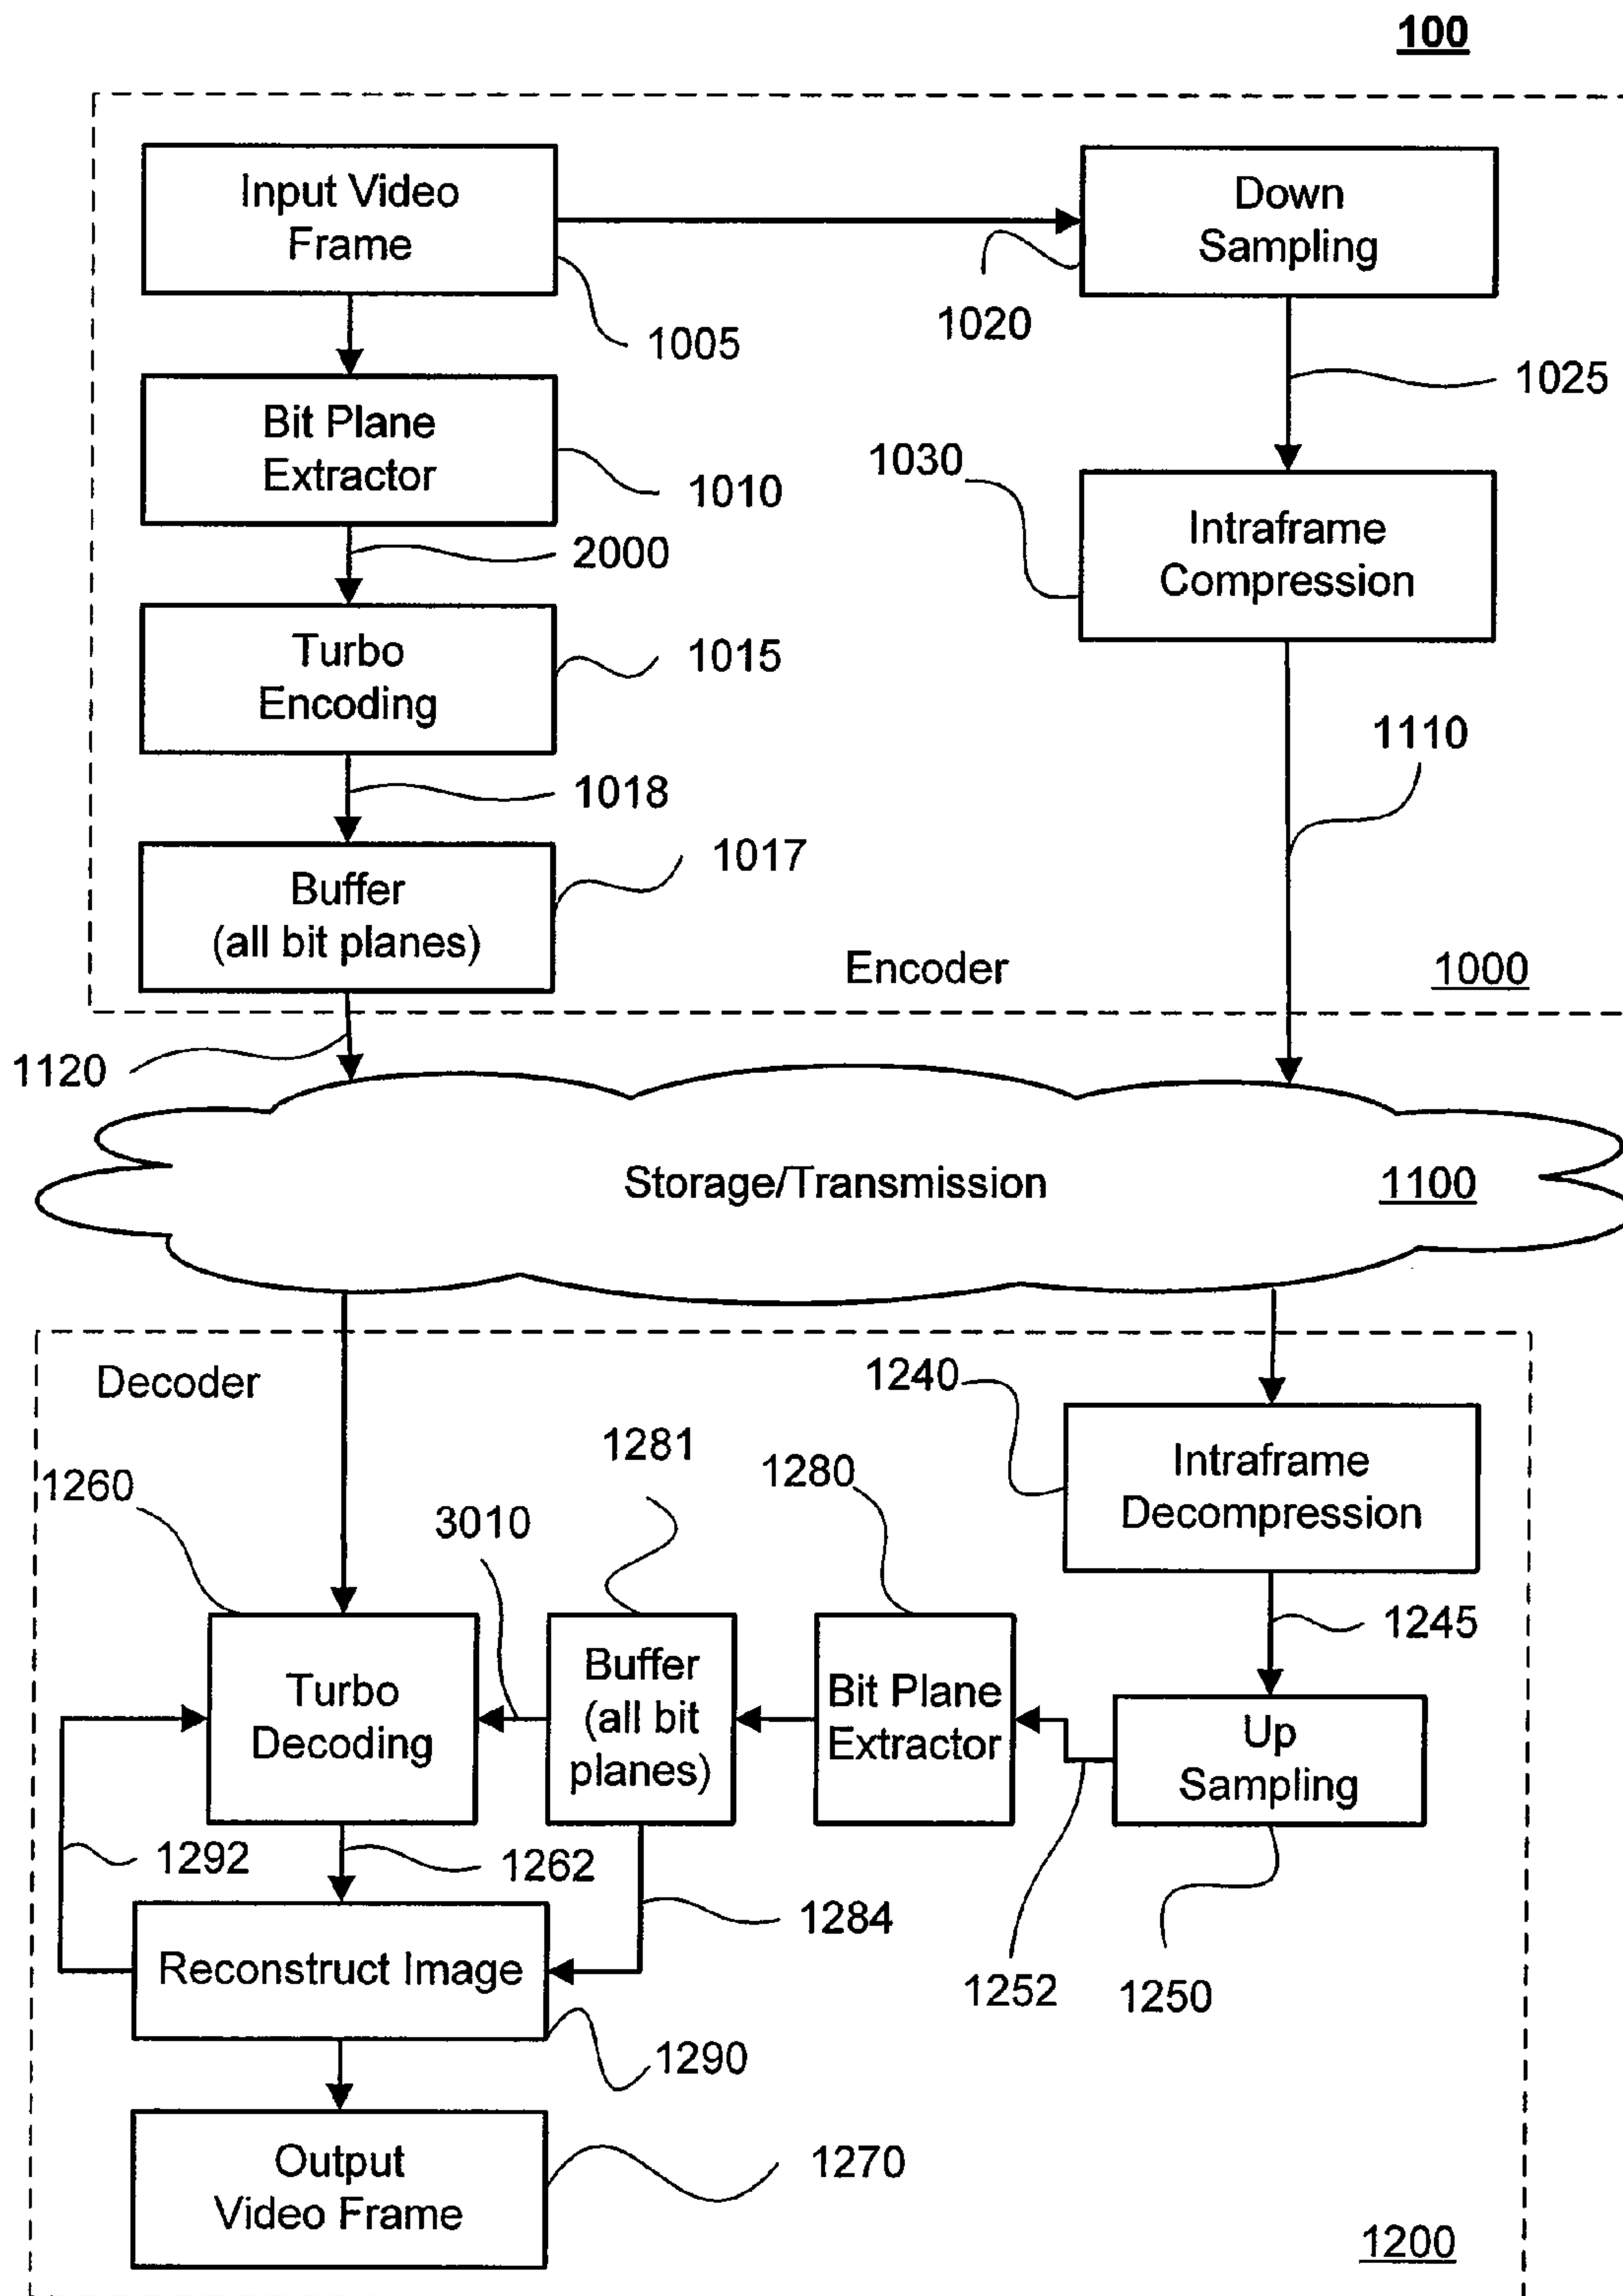 100
Input Video
Frame
Down
Sampling
1005
1020
1025
Bit Plane
Extractor
1010
1030
Intraframe
Compression
2000
Turbo
Encoding
1015
1110
1018
Buffer
(all bit planes)
1017
Encoder
1000
1120
Storage/Transmission
1100
Decoder
1240
Intraframe
Decompression
1281
1280
1260
3010
1245
Turbo
Decoding
Buffer
(all bit
planes)
Bit Plane
Extractor
Up
Sampling
1292
1262
1284
1252
1250
Reconstruct Image
1290
Output
Video Frame
1270
1200